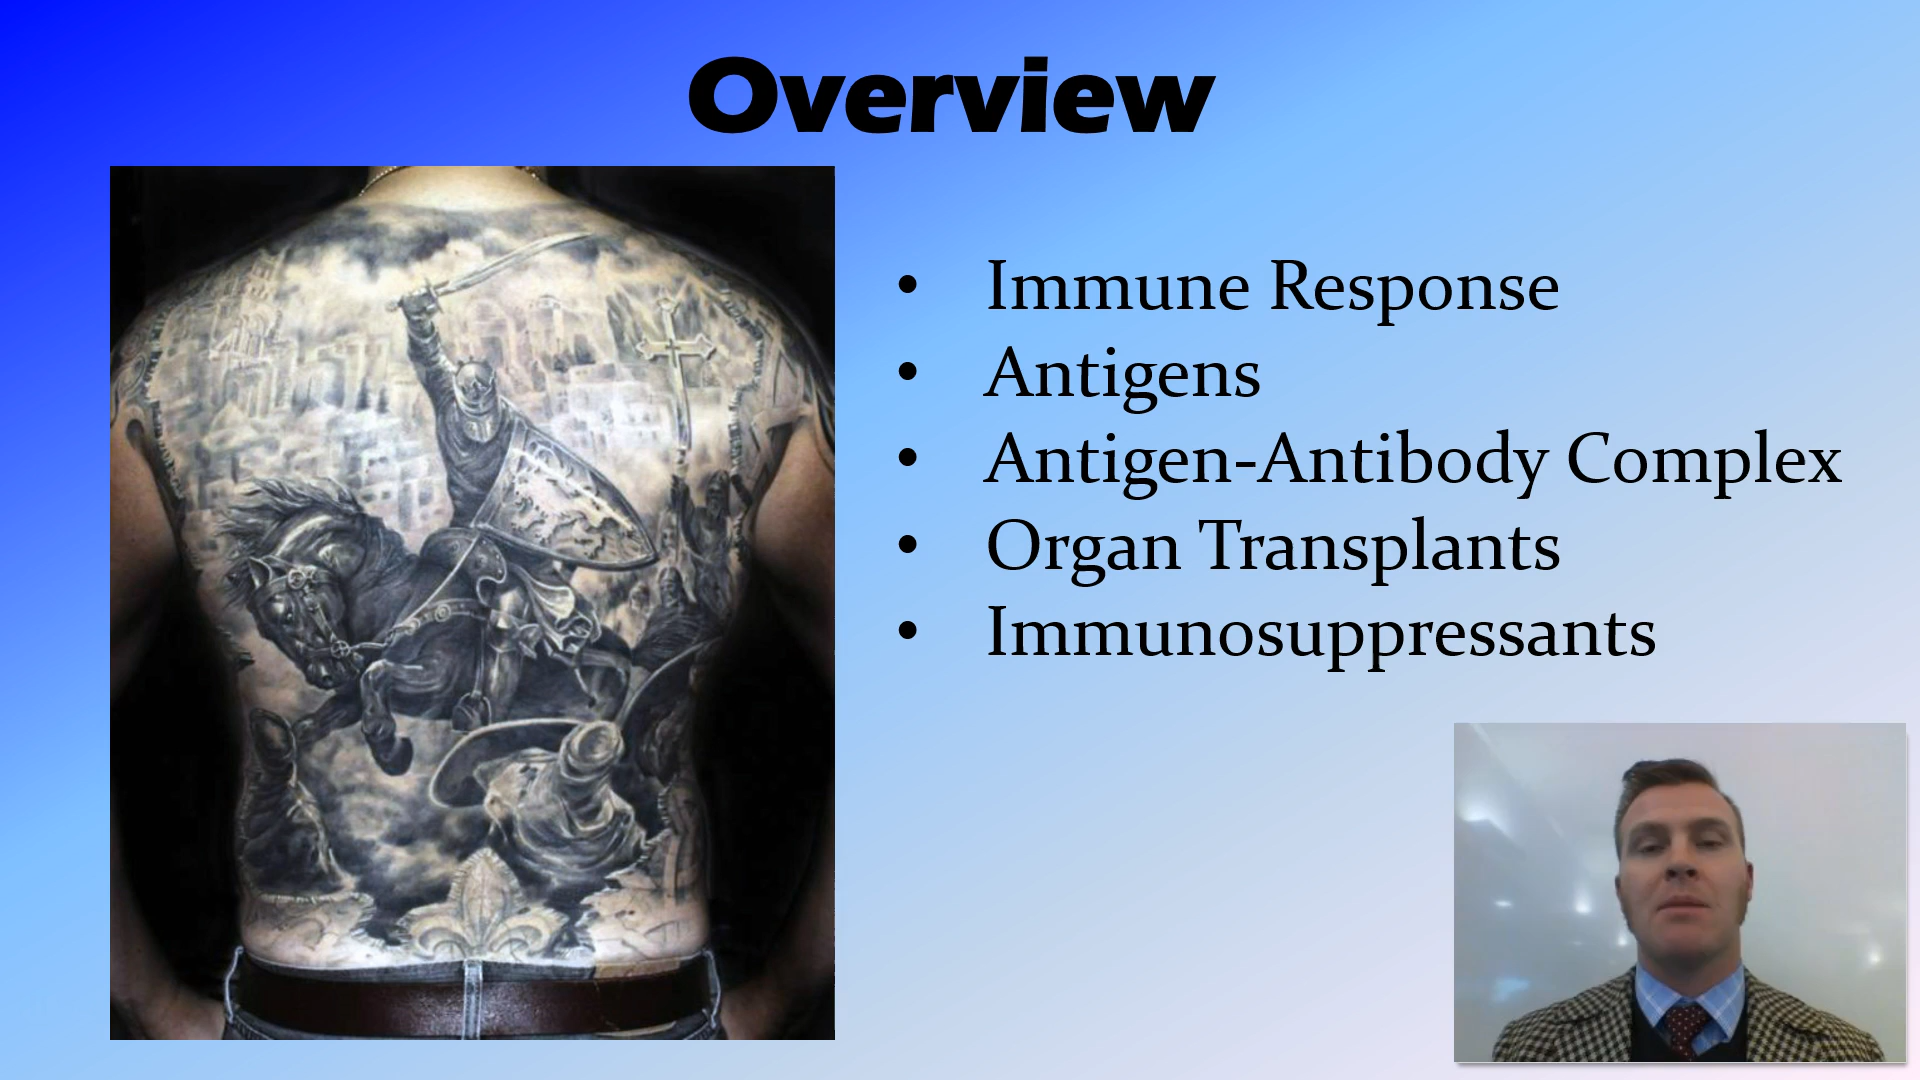 Overview
• Immune Response
• Antigens
• Antigen-Antibody Complex
• Organ Transplants
• Immunosuppressants